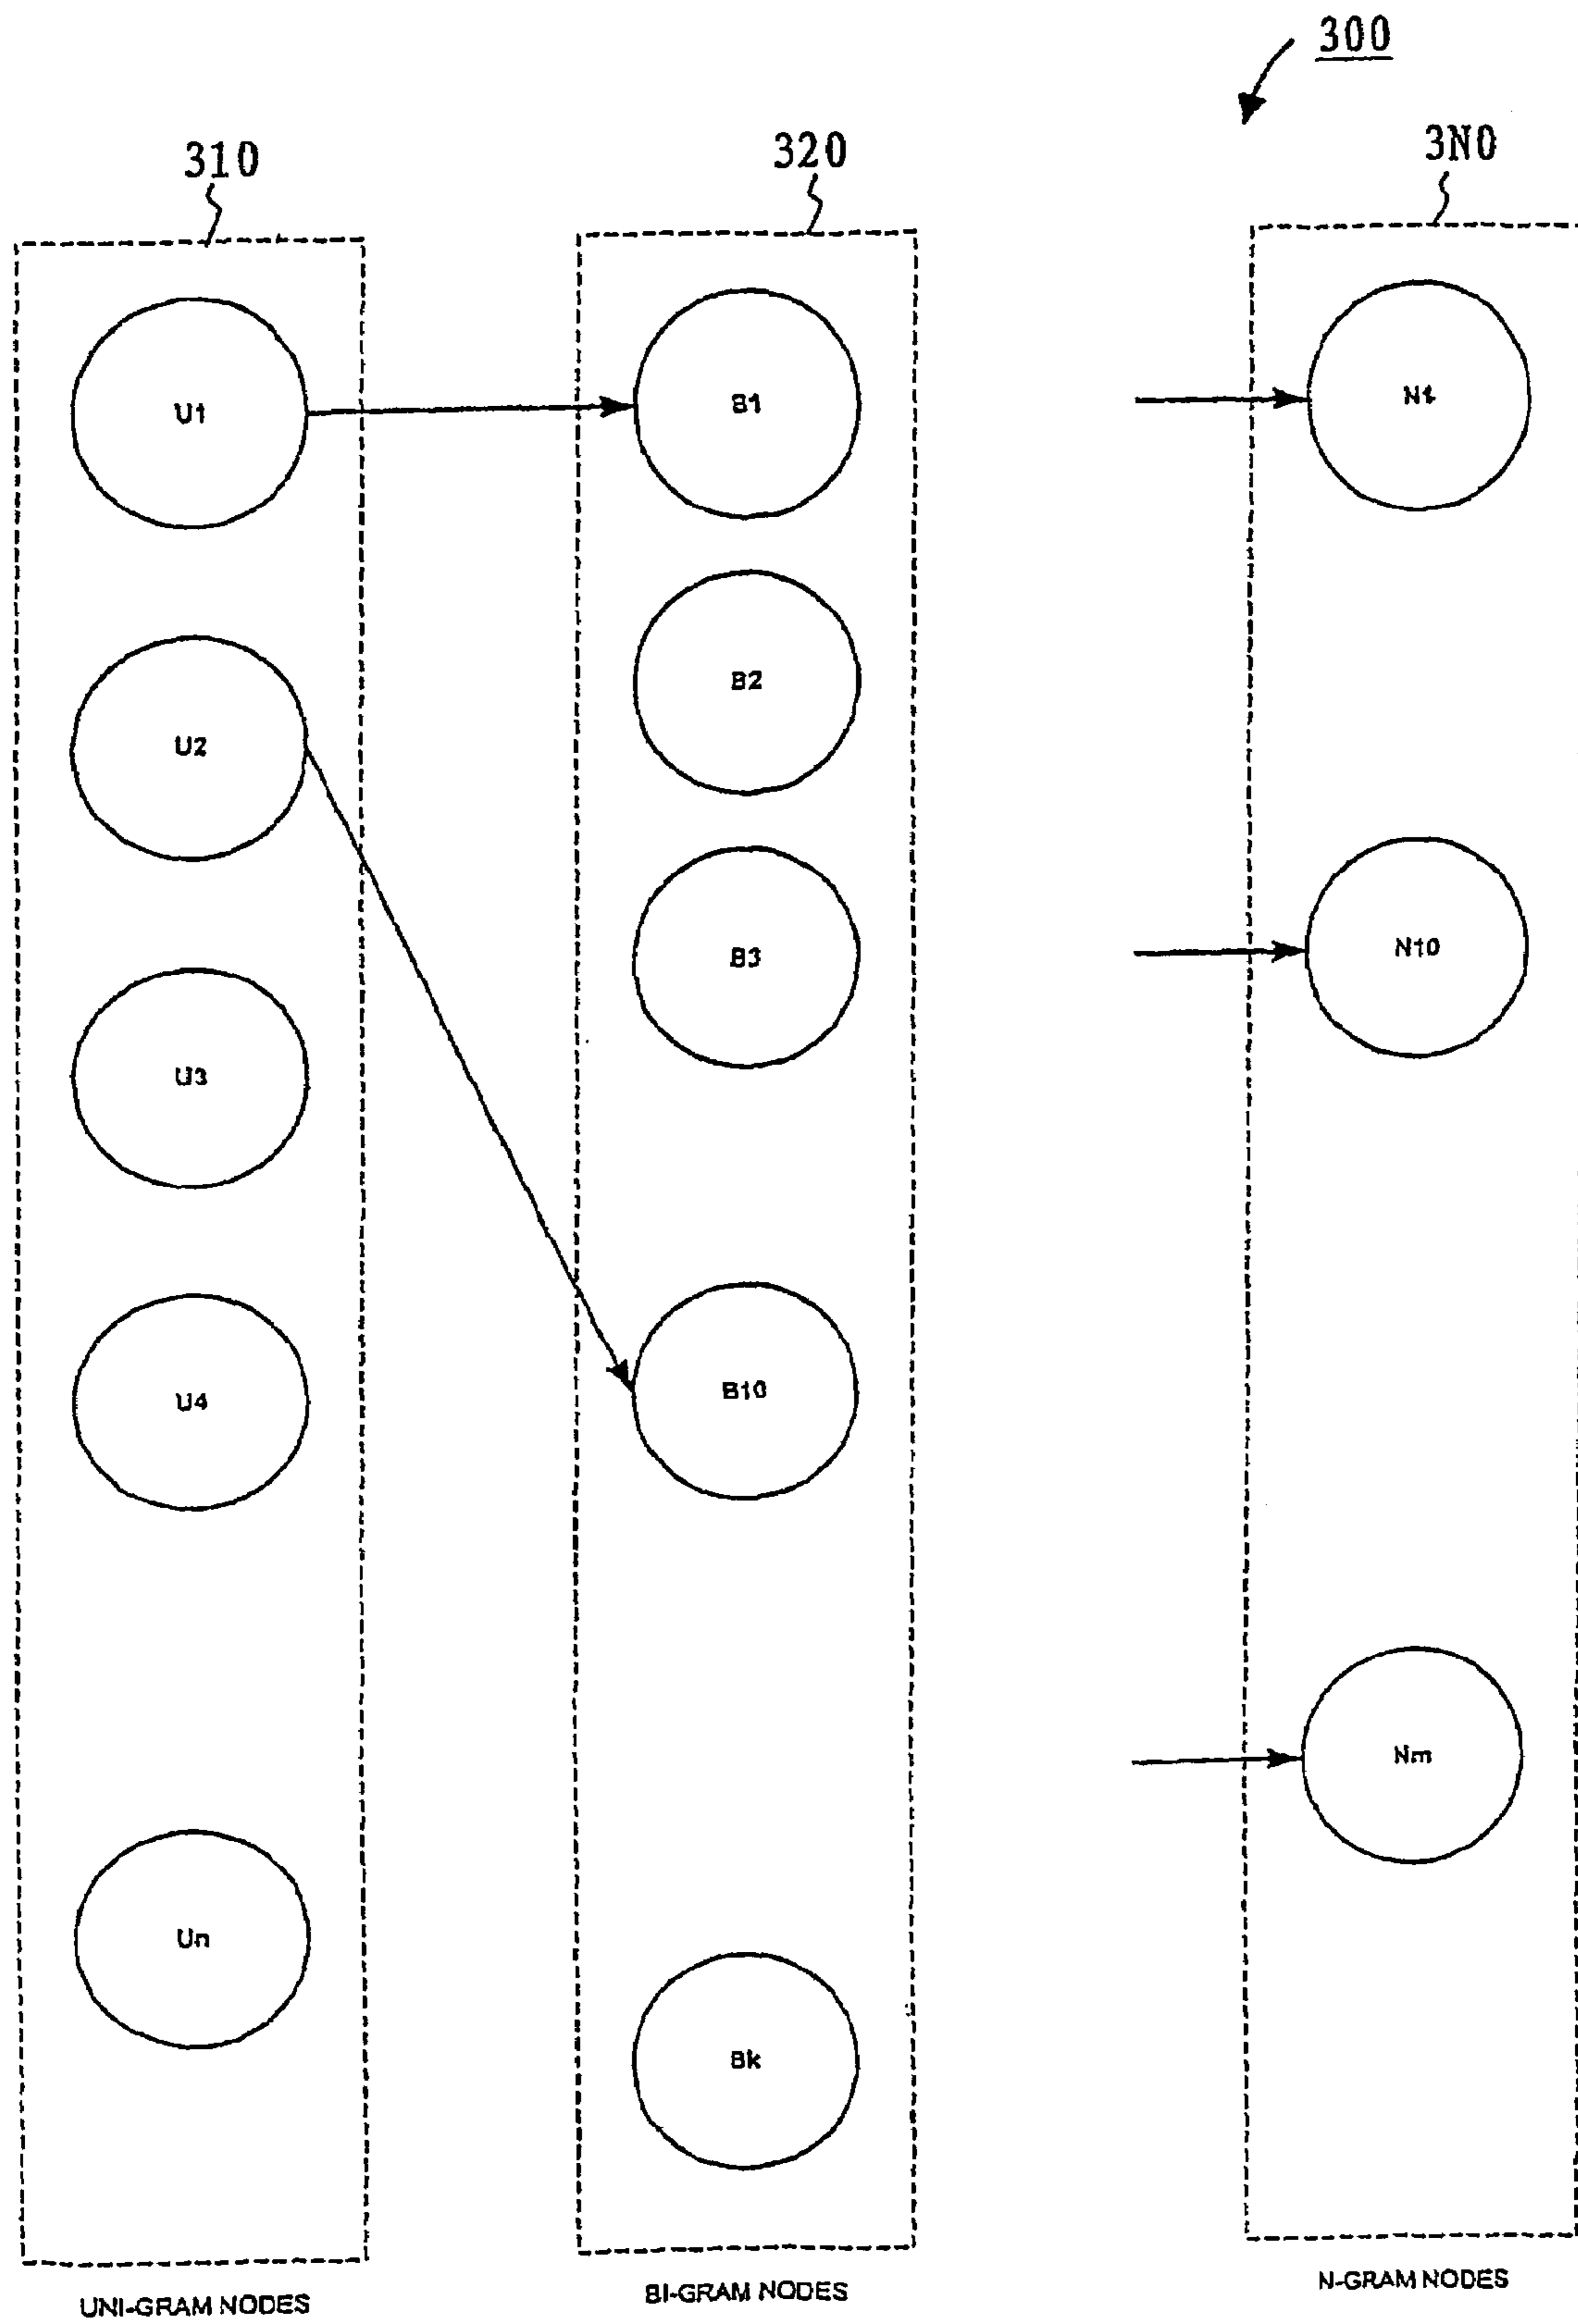 300
310
320
3N0
U1
B1
N1
U2
B2
B3
N10
U3
U4
B10
Nm
Un
Bk
UNI-GRAM NODES
BI-GRAM NODES
N-GRAM NODES